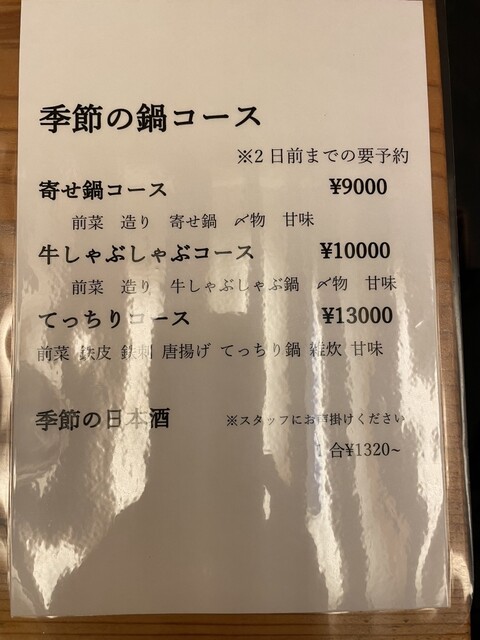 季節の鍋コース
※2日前までの要予約
寄せ鍋コース ¥9000
前菜 造り 寄せ鍋 〆物 甘味
牛しゃぶしゃぶコース ¥10000
前菜 造り 牛しゃぶしゃぶ鍋 〆物 甘味
てっちりコース ¥13000
前菜 鉄皮 鉄刺 唐揚げ てっちり鍋 雑炊 甘味
季節の日本酒 ※スタッフにお声掛けください
1合¥1320~